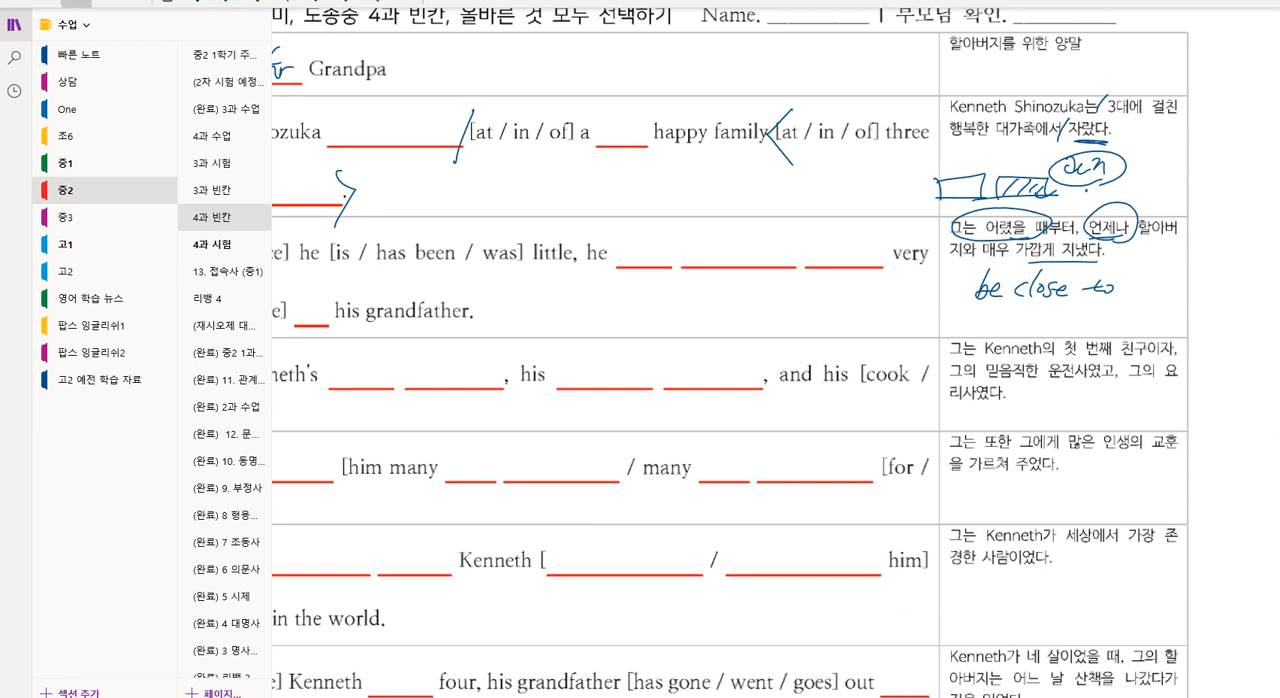 수업
빠른 노트
상담
One
초6
중1
중2
중3
고1
고2
영어 학습 뉴스
팝스 잉글리쉬1
팝스 잉글리쉬2
고2 예전 학습 자료
섹션 추가
중2 1학기 주...
(2차 시험 예정...
(완료) 3과 수업
4과 수업
3과 시험
3과 빈칸
4과 빈칸
4과 시험
13. 접속사 (중1)
리뱅 4
(재시오제 대...
(완료) 중2 1과...
(완료) 11. 관계...
(완료) 2과 수업
(완료) 12. 문...
(완료) 10. 동명...
(완료) 9. 부정사
(완료) 8 형용...
(완료) 7 조동사
(완료) 6 의문사
(완료) 5 시제
(완료) 4 대명사
(완료) 3 명사...
페이지...
미, 도종중 4과 빈칸, 올바른 것 모두 선택하기 Name. | 부모님 확인.
Grandpa
할아버지를 위한 양말
ozuka [at / in / of] a happy family [at / in / of] three
Kenneth Shinozuka는 3대에 걸친
행복한 대가족에서 자랐다.
e] he [is / has been / was] little, he very
his grandfather.
그는 어렸을 때부터, 언제나 할아버
지와 매우 가깝게 지냈다.
be close to
neth's , his , and his [cook /
그는 Kenneth의 첫 번째 친구이자,
그의 믿음직한 운전사였고, 그의 요
리사였다.
[him many / many [for /
그는 또한 그에게 많은 인생의 교훈
을 가르쳐 주었다.
Kenneth [ / him]
in the world.
그는 Kenneth가 세상에서 가장 존
경한 사람이었다.
e] Kenneth four, his grandfather [has gone / went / goes] out
Kenneth가 네 살이었을 때, 그의 할
아버지는 어느 날 산책을 나갔다가